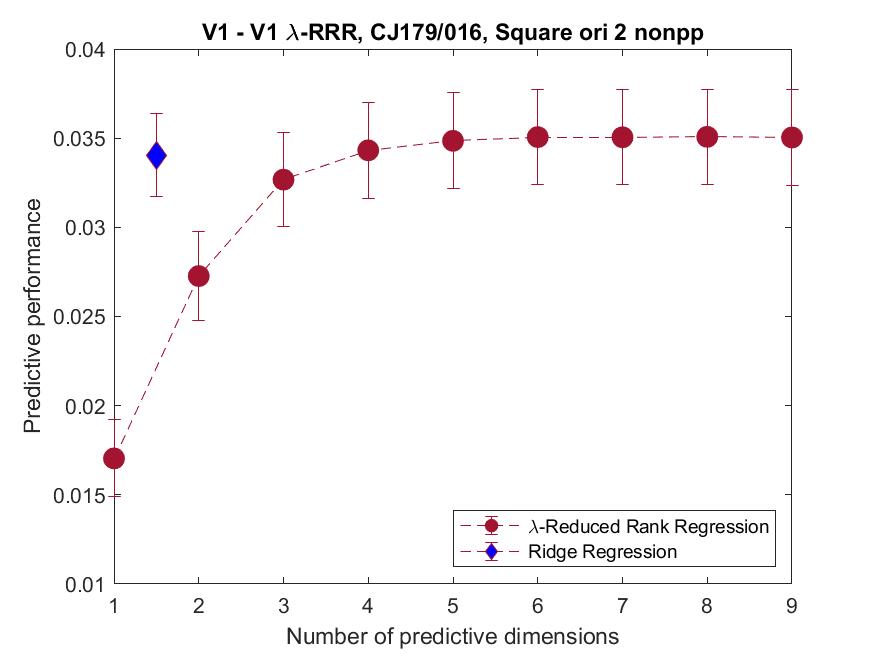 V1 - V1 λ-RRR, CJ179/016, Square ori 2 nonpp
0.04
0.035
0.03
0.025
0.02
0.015
0.01
Predictive performance
λ-Reduced Rank Regression
Ridge Regression
1 2 3 4 5 6 7 8 9
Number of predictive dimensions